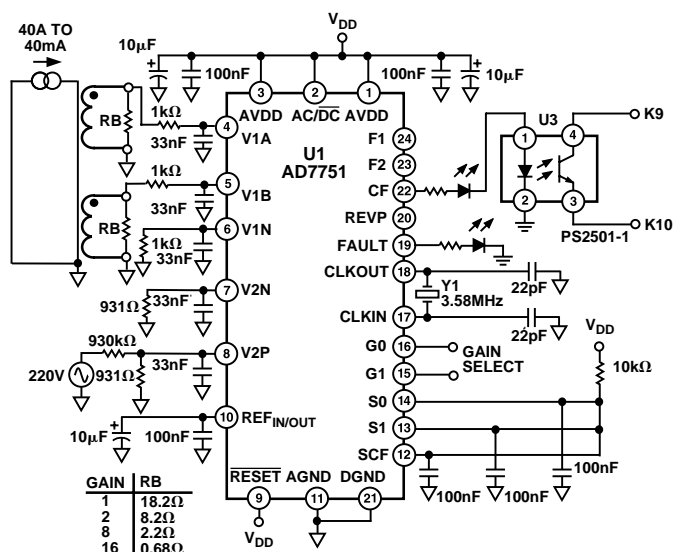 40A TO
40mA
V_DD
10μF
+
100nF
100nF
+
10μF
3
2
1
AVDD
AC/DC
AVDD
RB
1kΩ
33nF
4
V1A
U1
AD7751
F1
24
F2
23
CF
22
REVP
20
FAULT
19
CLKOUT
18
CLKIN
17
G0
16
G1
15
S0
14
S1
13
SCF
12
U3
1
4
2
3
K9
K10
PS2501-1
1kΩ
33nF
5
V1B
RB
1kΩ
33nF
6
V1N
931Ω
33nF
7
V2N
930kΩ
220V
931Ω
33nF
8
V2P
10
REF_IN/OUT
+
10μF
100nF
Y1
3.58MHz
22pF
22pF
GAIN
SELECT
V_DD
10kΩ
100nF
100nF
100nF
RESET
AGND
DGND
9
11
21
V_DD
GAIN RB
1 18.2Ω
2 8.2Ω
8 2.2Ω
16 0.68Ω